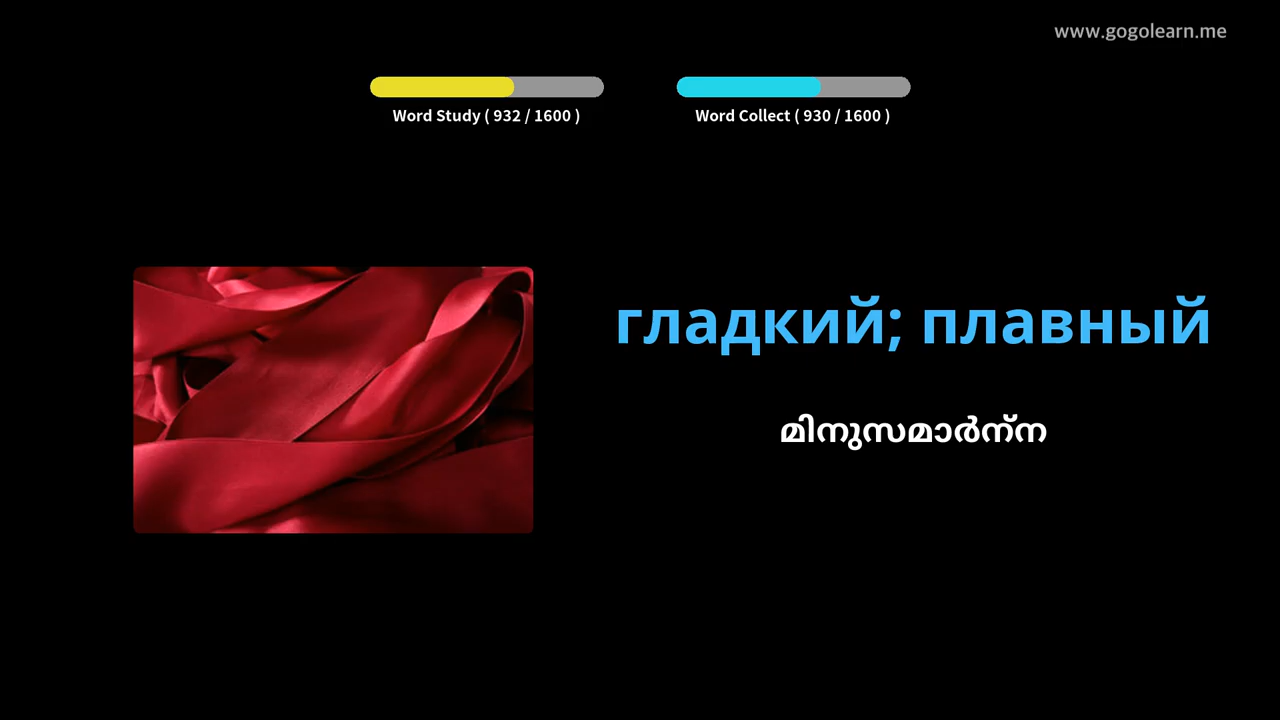 www.gogolearn.me
Word Study ( 932 / 1600 )
Word Collect ( 930 / 1600 )
гладкий; плавный
മിനുസമാർന്ന